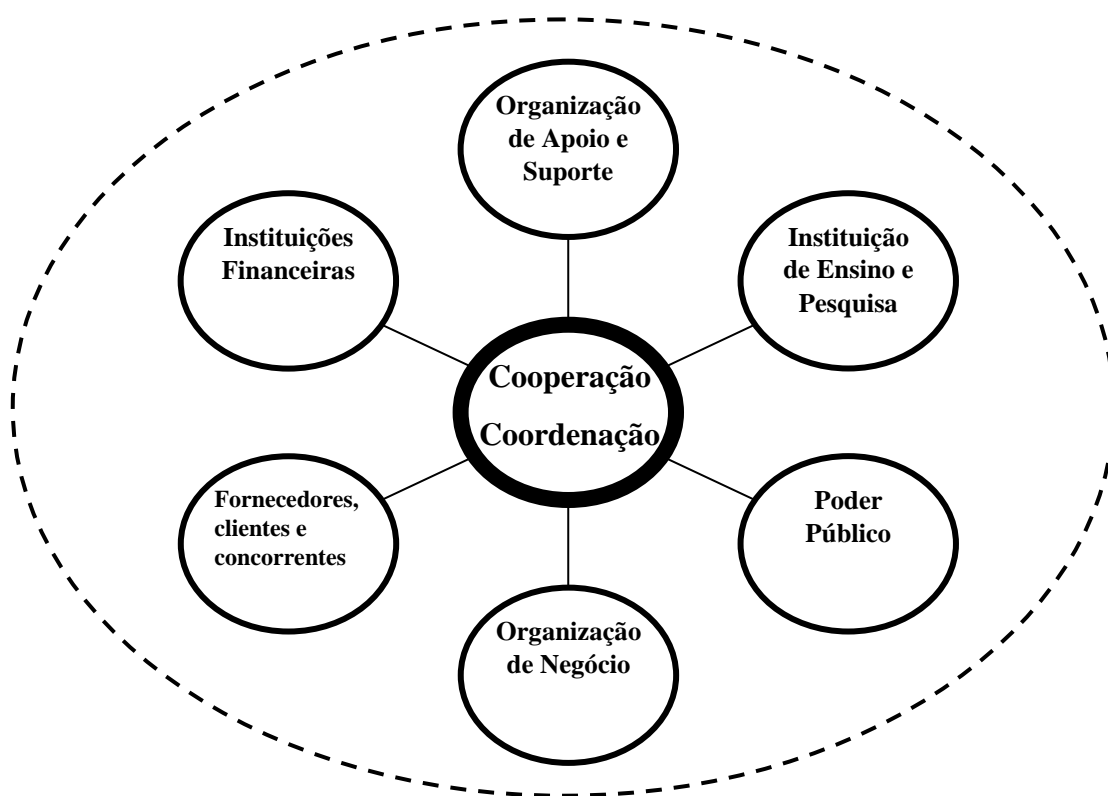 Organização
de Apoio e
Suporte
Instituições
Financeiras
Instituição
de Ensino e
Pesquisa
Cooperação
Coordenação
Fornecedores,
clientes e
concorrentes
Poder
Público
Organização
de Negócio